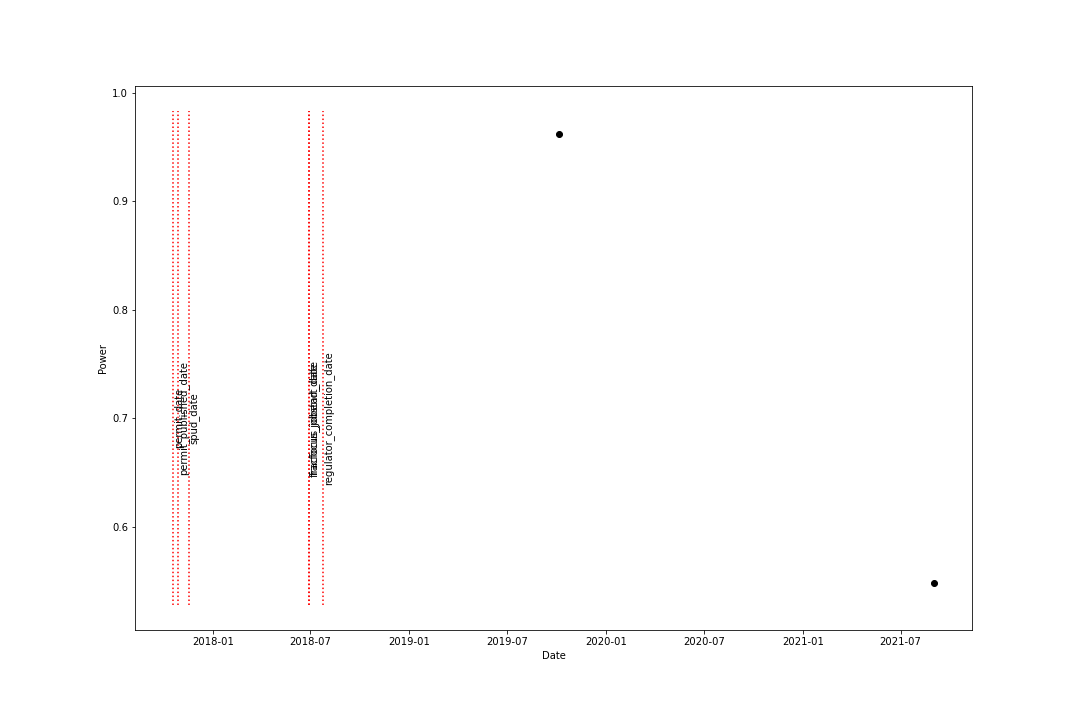 1.0
0.9
0.8
0.7
0.6
Power
permit_date
permit_published_date
spud_date
regulator_completion_date
2018-01
2018-07
2019-01
2019-07
2020-01
2020-07
2021-01
2021-07
Date